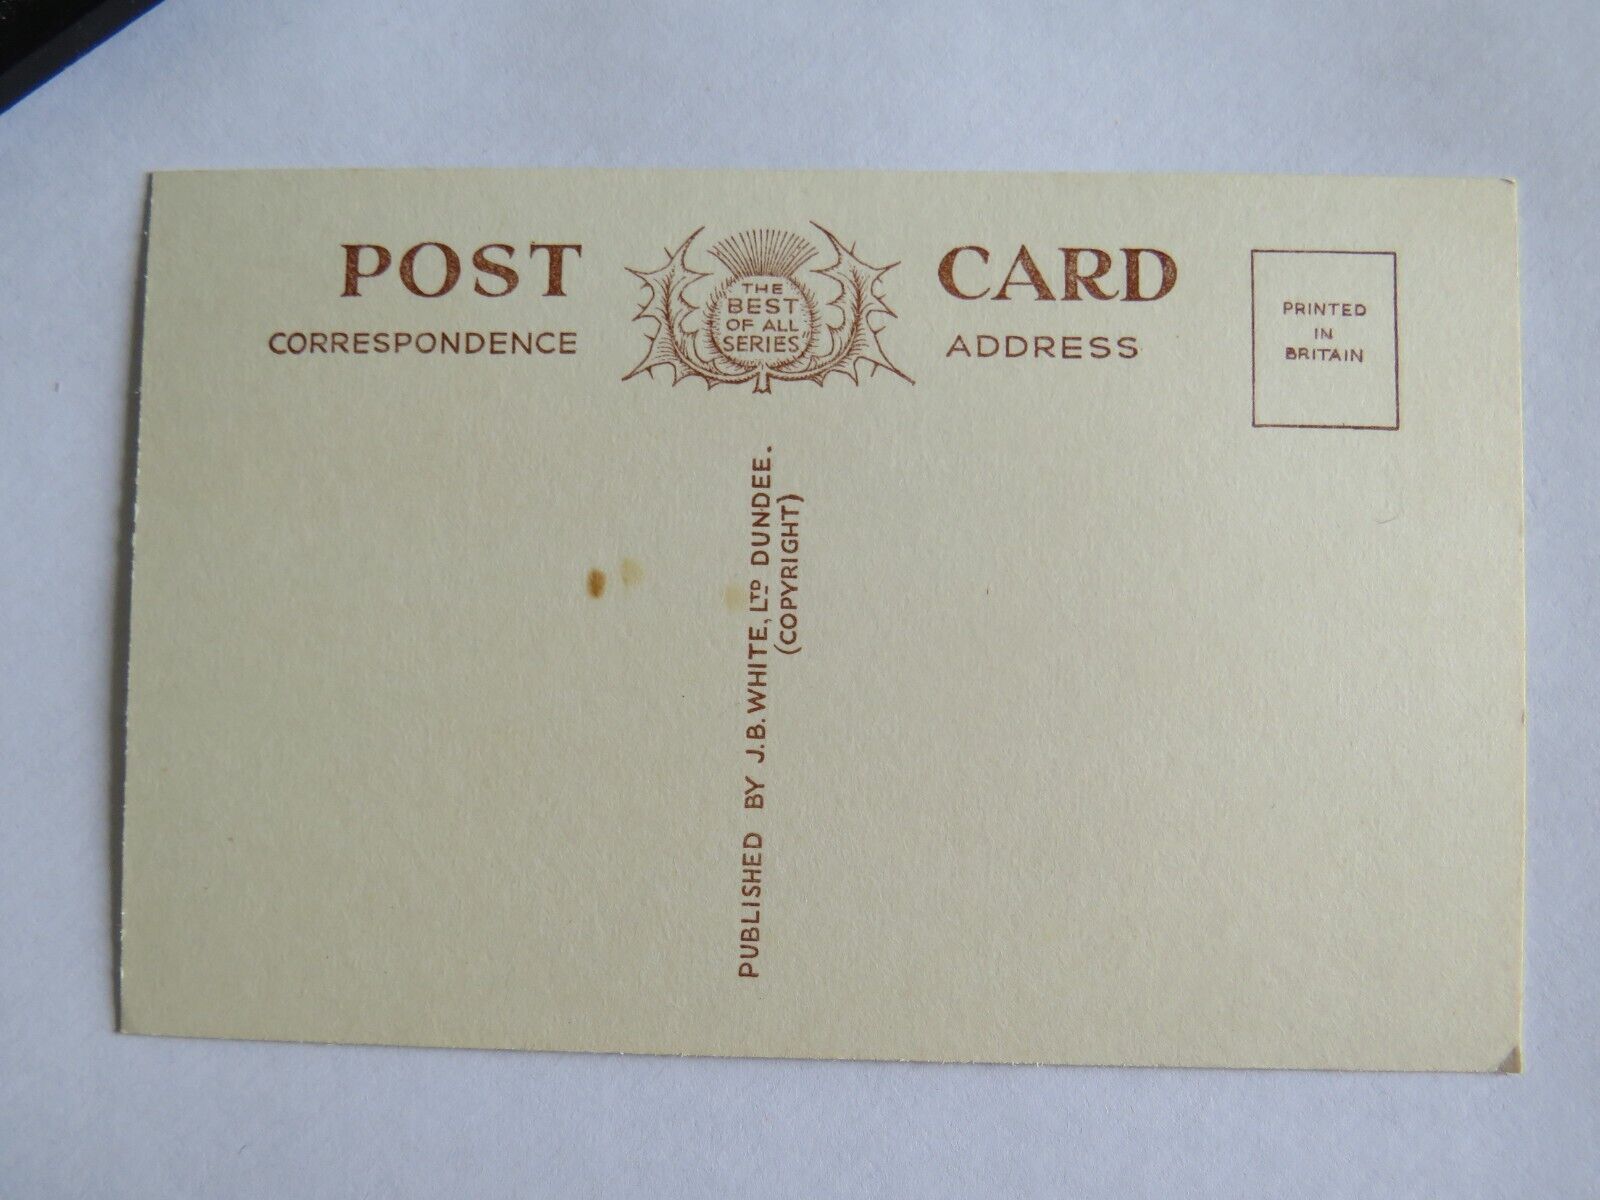 POST CARD
CORRESPONDENCE
THE
BEST
OF ALL
SERIES"
ADDRESS
PRINTED
IN
BRITAIN
PUBLISHED BY J.B. WHITE, LTD DUNDEE.
(COPYRIGHT)